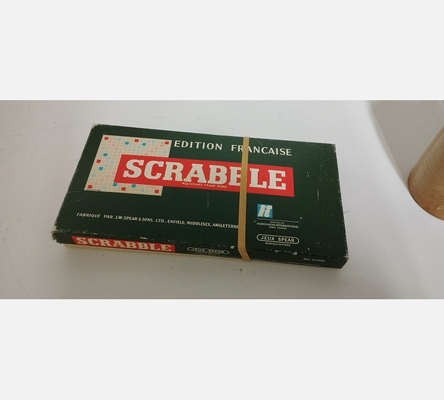 EDITION FRANCAISE
SCRABBLE
FABRIQUÉ PAR J.W. SPEAR & SONS, LTD., ENFIELD, MIDDLESEX, ANGLETERRE
JEUX SPEAR
SCRABBLE
JEUX SPEAR